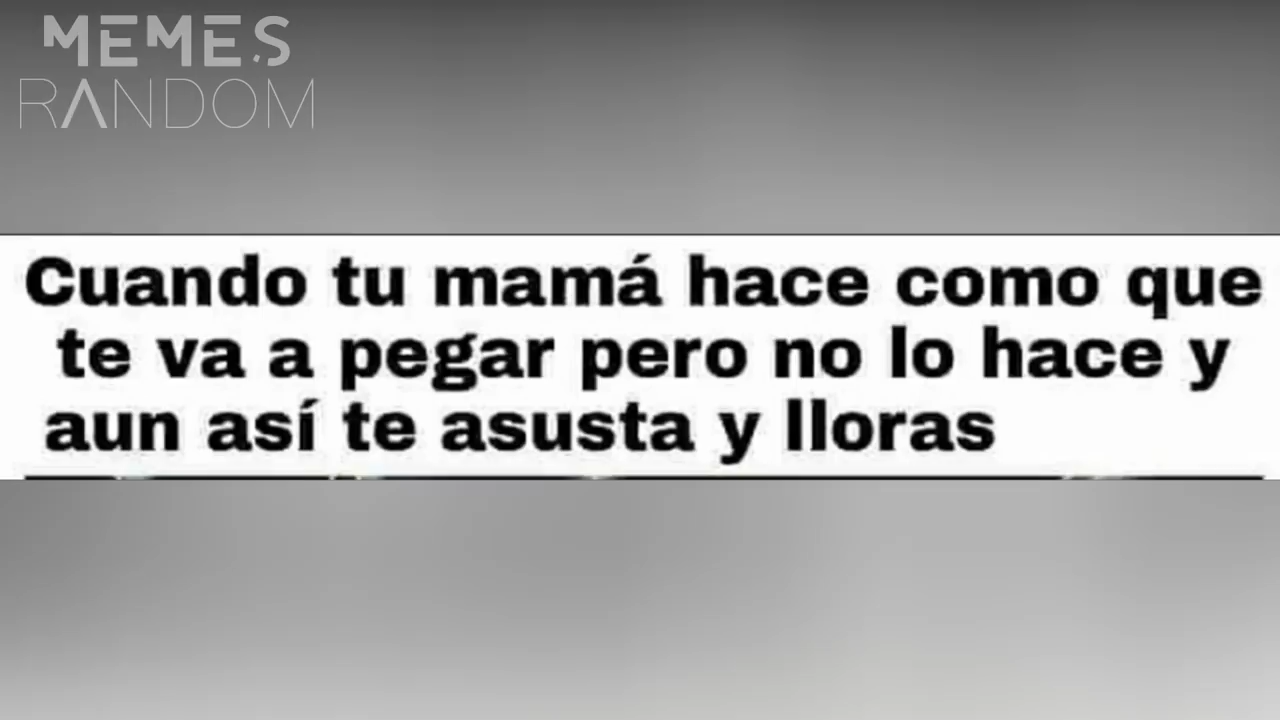 MEMES
RANDOM
Cuando tu mamá hace como que
te va a pegar pero no lo hace y
aun así te asusta y lloras